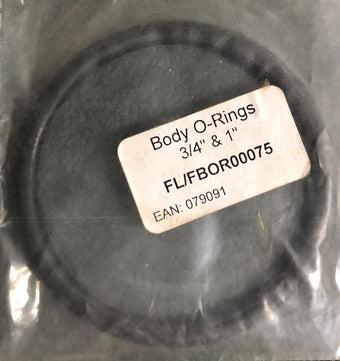 Body O-Rings
3/4" & 1"
FL/FBOR00075
EAN: 079091